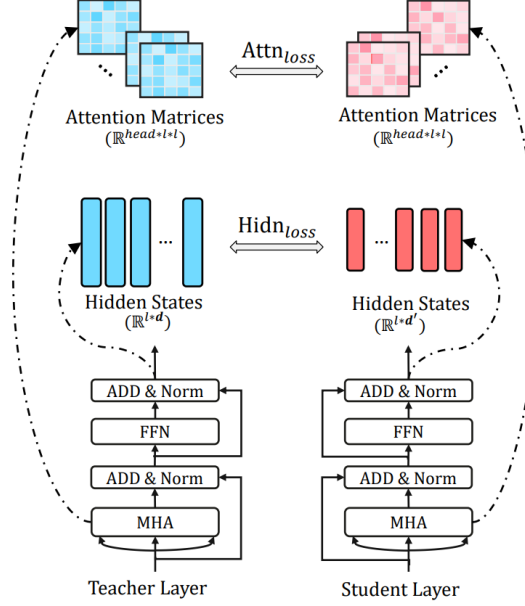 Attn_loss
Attention Matrices
(ℝ^head*l*l)
Attention Matrices
(ℝ^head*l*l)
...
...
Hidn_loss
...
...
Hidden States
(ℝ^l*d)
Hidden States
(ℝ^l*d′)
ADD & Norm
ADD & Norm
FFN
FFN
ADD & Norm
ADD & Norm
MHA
MHA
Teacher Layer
Student Layer